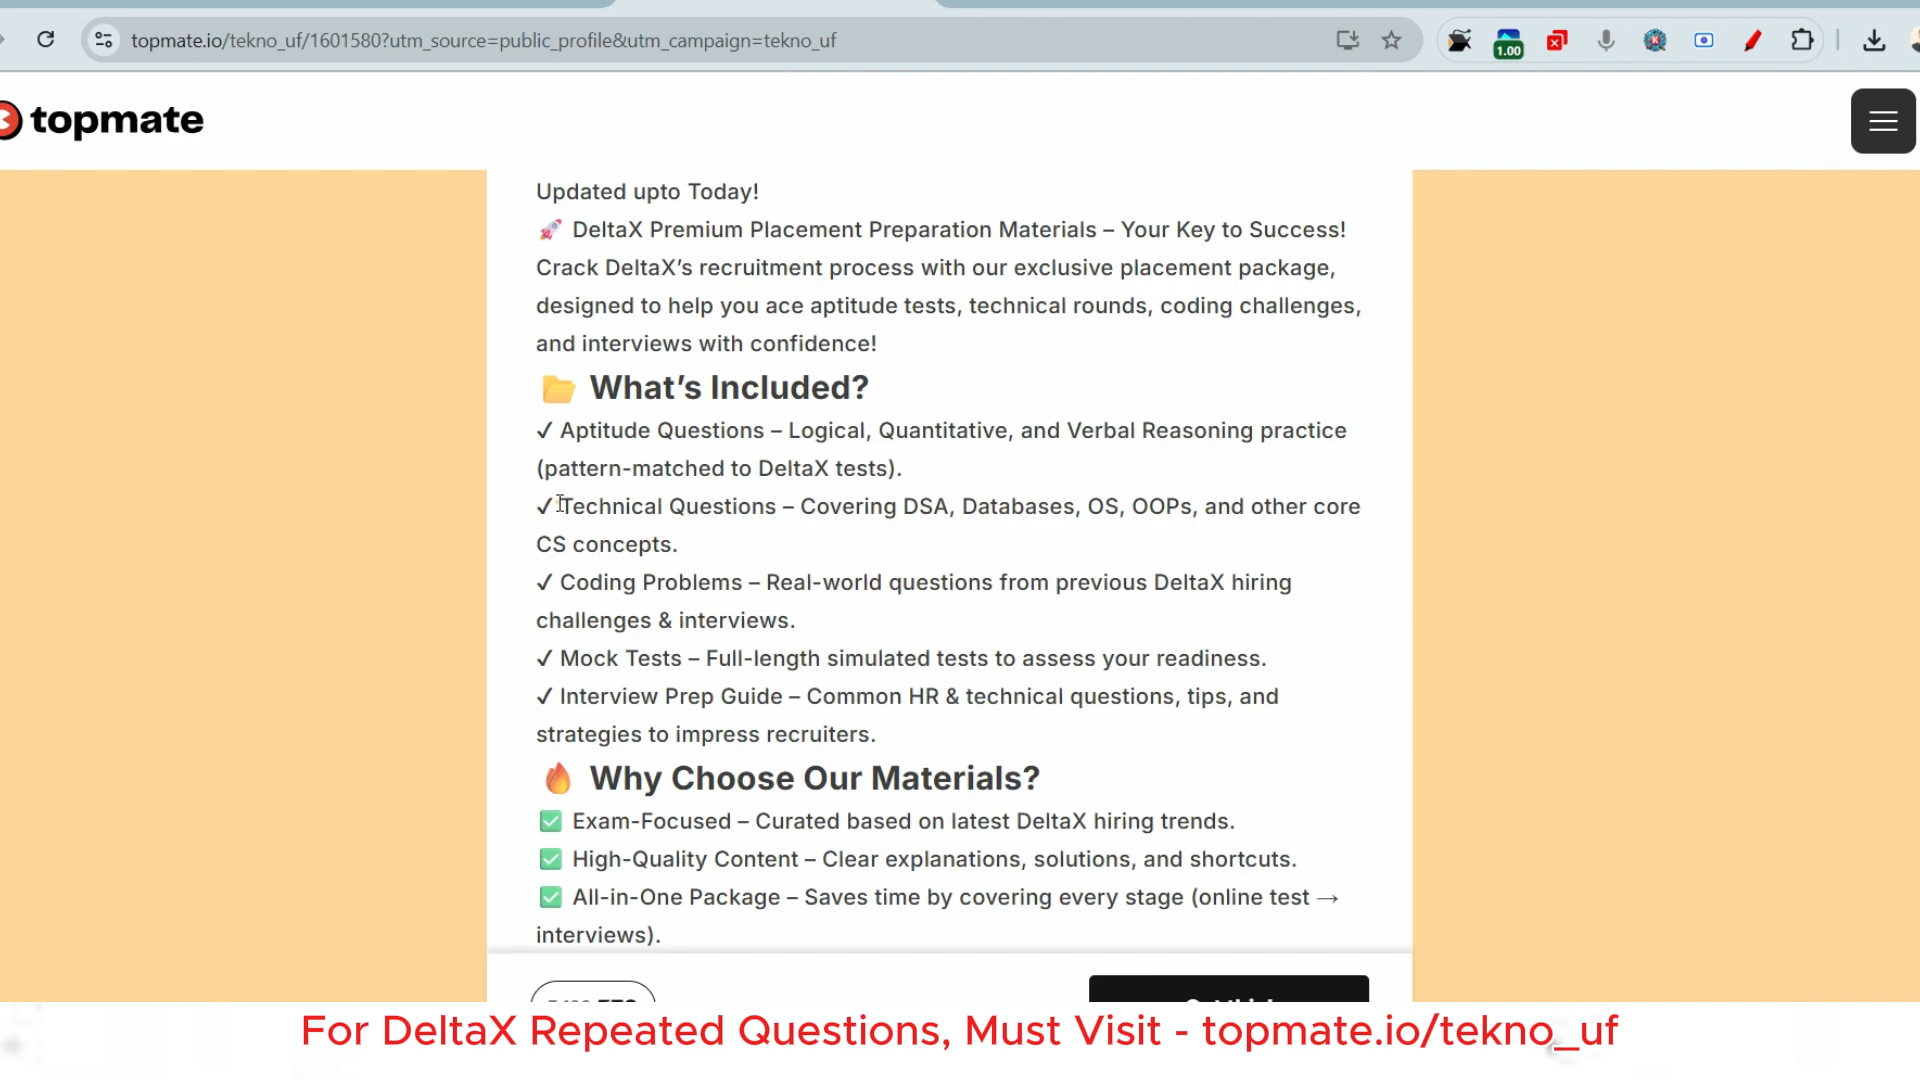 topmate.io/tekno_uf/1601580?utm_source=public_profile&utm_campaign=tekno_uf
1.00
topmate
Updated upto Today!
🚀 DeltaX Premium Placement Preparation Materials – Your Key to Success!
Crack DeltaX’s recruitment process with our exclusive placement package,
designed to help you ace aptitude tests, technical rounds, coding challenges,
and interviews with confidence!
📂 What’s Included?
✓ Aptitude Questions – Logical, Quantitative, and Verbal Reasoning practice
(pattern-matched to DeltaX tests).
✓ Technical Questions – Covering DSA, Databases, OS, OOPs, and other core
CS concepts.
✓ Coding Problems – Real-world questions from previous DeltaX hiring
challenges & interviews.
✓ Mock Tests – Full-length simulated tests to assess your readiness.
✓ Interview Prep Guide – Common HR & technical questions, tips, and
strategies to impress recruiters.
🔥 Why Choose Our Materials?
✅ Exam-Focused – Curated based on latest DeltaX hiring trends.
✅ High-Quality Content – Clear explanations, solutions, and shortcuts.
✅ All-in-One Package – Saves time by covering every stage (online test →
interviews).
For DeltaX Repeated Questions, Must Visit - topmate.io/tekno_uf